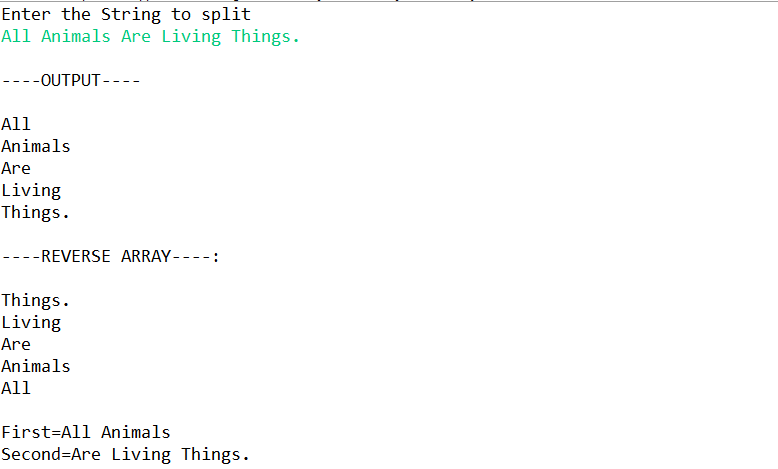 Enter the String to split
All Animals Are Living Things.
----OUTPUT----
All
Animals
Are
Living
Things.
----REVERSE ARRAY----:
Things.
Living
Are
Animals
All
First=All Animals
Second=Are Living Things.